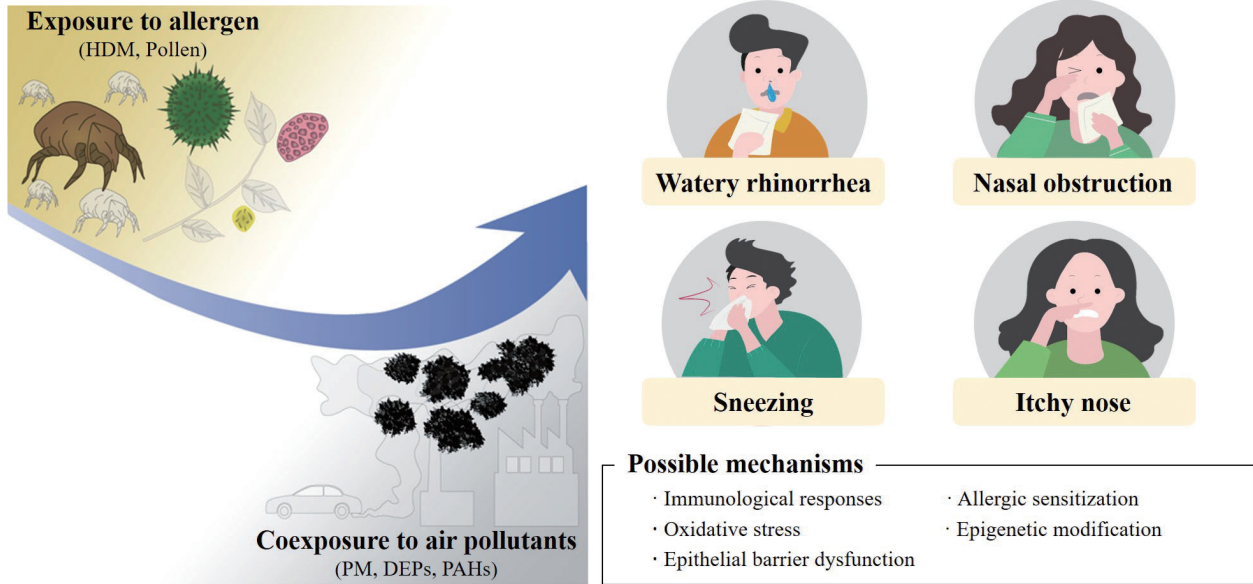 Exposure to allergen
(HDM, Pollen)
Coexposure to air pollutants
(PM, DEPs, PAHs)
Watery rhinorrhea
Nasal obstruction
Sneezing
Itchy nose
Possible mechanisms
· Immunological responses
· Oxidative stress
· Epithelial barrier dysfunction
· Allergic sensitization
· Epigenetic modification